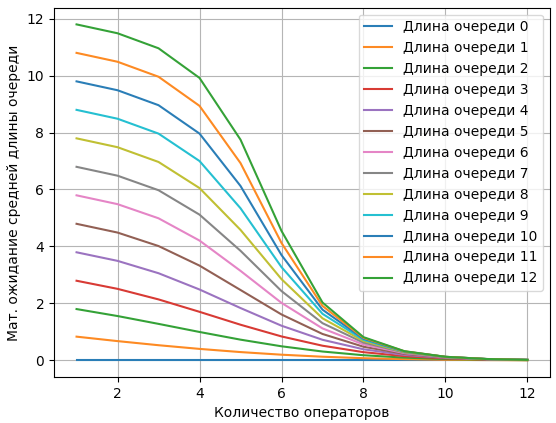 12
10
8
6
4
2
0
Мат. ожидание средней длины очереди
Длина очереди 0
Длина очереди 1
Длина очереди 2
Длина очереди 3
Длина очереди 4
Длина очереди 5
Длина очереди 6
Длина очереди 7
Длина очереди 8
Длина очереди 9
Длина очереди 10
Длина очереди 11
Длина очереди 12
2 4 6 8 10 12
Количество операторов